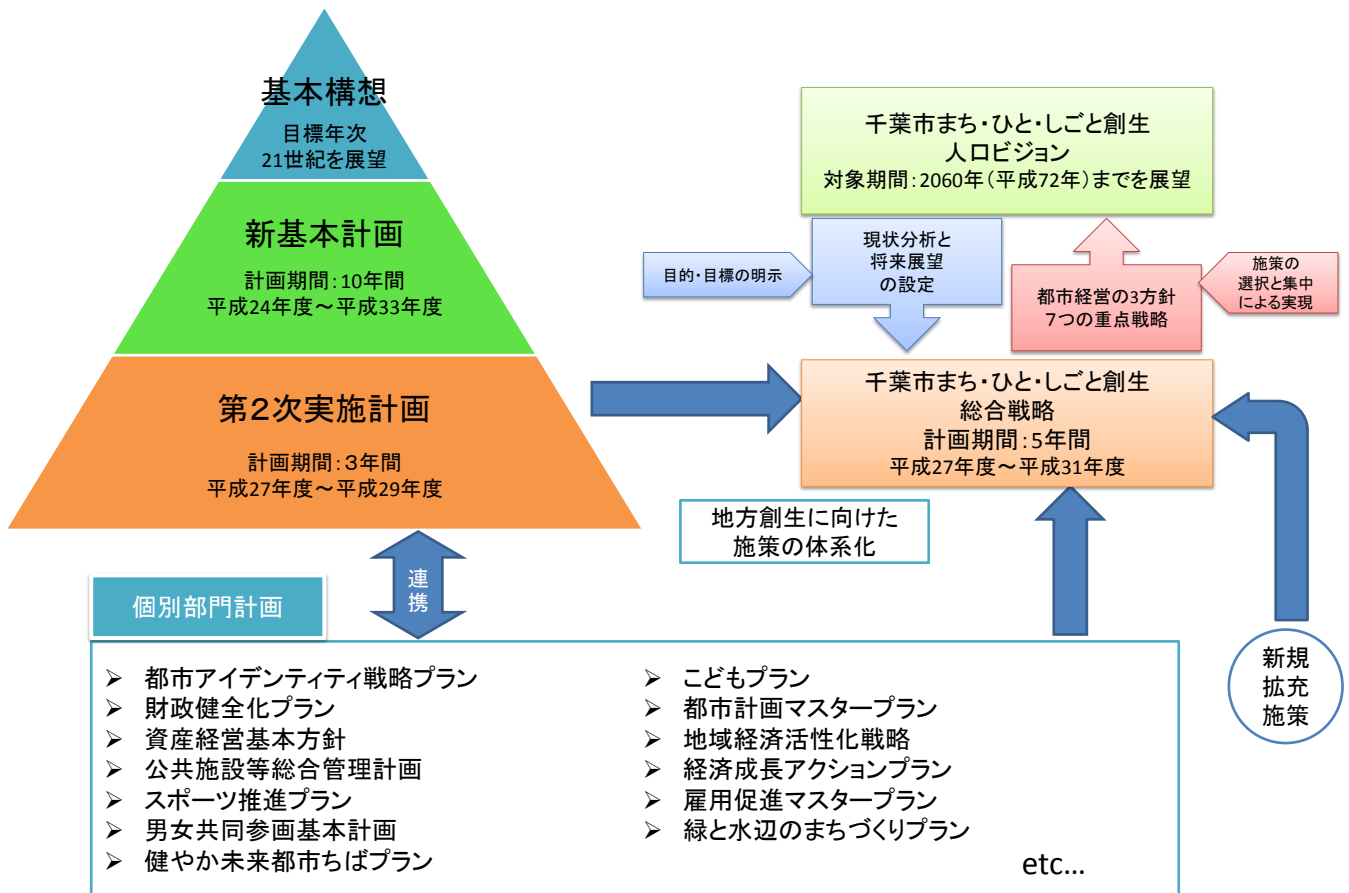 基本構想
目標年次
21世紀を展望
新基本計画
計画期間：10年間
平成24年度～平成33年度
第２次実施計画
計画期間：３年間
平成27年度～平成29年度
千葉市まち・ひと・しごと創生
人口ビジョン
対象期間：2060年（平成72年）までを展望
目的・目標の明示
現状分析と
将来展望
の設定
都市経営の3方針
７つの重点戦略
施策の
選択と集中
による実現
千葉市まち・ひと・しごと創生
総合戦略
計画期間：5年間
平成27年度～平成31年度
地方創生に向けた
施策の体系化
連
携
個別部門計画
➢ 都市アイデンティティ戦略プラン
➢ 財政健全化プラン
➢ 資産経営基本方針
➢ 公共施設等総合管理計画
➢ スポーツ推進プラン
➢ 男女共同参画基本計画
➢ 健やか未来都市ちばプラン
➢ こどもプラン
➢ 都市計画マスタープラン
➢ 地域経済活性化戦略
➢ 経済成長アクションプラン
➢ 雇用促進マスタープラン
➢ 緑と水辺のまちづくりプラン
etc…
新規
拡充
施策